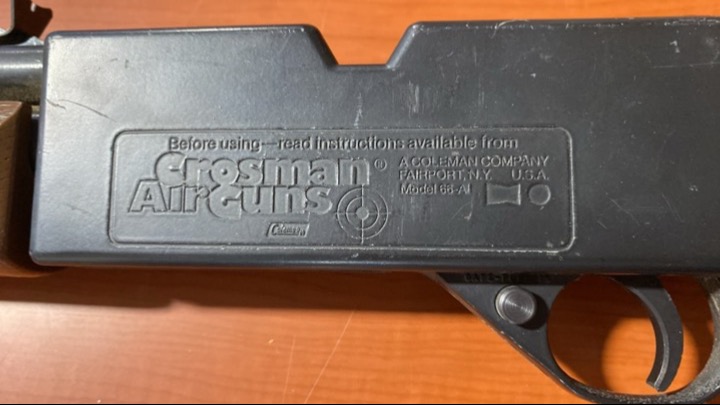 Before using—read instructions available from
Crosman®
Air Guns
Coleman
A COLEMAN COMPANY
FAIRPORT, N.Y. U.S.A.
Model 66-AI